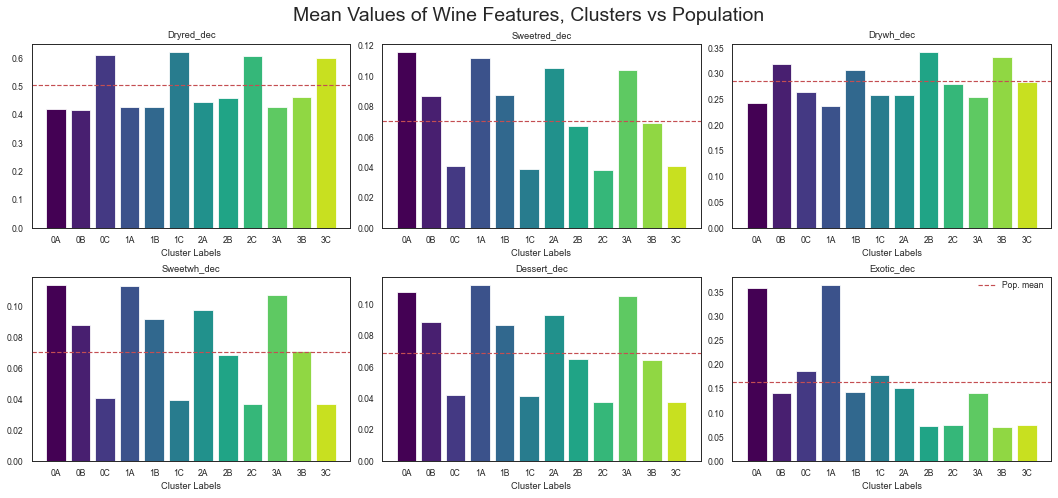 Mean Values of Wine Features, Clusters vs Population
Dryred_dec
0.6
0.5
0.4
0.3
0.2
0.1
0.0
0A 0B 0C 1A 1B 1C 2A 2B 2C 3A 3B 3C
Cluster Labels
Sweetred_dec
0.12
0.10
0.08
0.06
0.04
0.02
0.00
0A 0B 0C 1A 1B 1C 2A 2B 2C 3A 3B 3C
Cluster Labels
Drywh_dec
0.35
0.30
0.25
0.20
0.15
0.10
0.05
0.00
0A 0B 0C 1A 1B 1C 2A 2B 2C 3A 3B 3C
Cluster Labels
Sweetwh_dec
0.10
0.08
0.06
0.04
0.02
0.00
0A 0B 0C 1A 1B 1C 2A 2B 2C 3A 3B 3C
Cluster Labels
Dessert_dec
0.10
0.08
0.06
0.04
0.02
0.00
0A 0B 0C 1A 1B 1C 2A 2B 2C 3A 3B 3C
Cluster Labels
Exotic_dec
Pop. mean
0.35
0.30
0.25
0.20
0.15
0.10
0.05
0.00
0A 0B 0C 1A 1B 1C 2A 2B 2C 3A 3B 3C
Cluster Labels